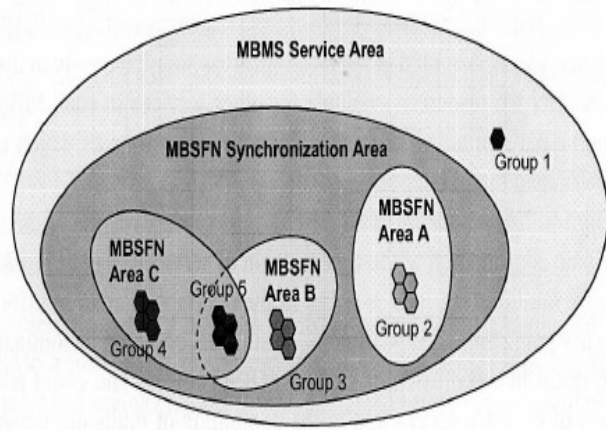 MBMS Service Area
MBSFN Synchronization Area
Group 1
MBSFN
Area A
MBSFN
Area C
Group 5
MBSFN
Area B
Group 2
Group 4
Group 3